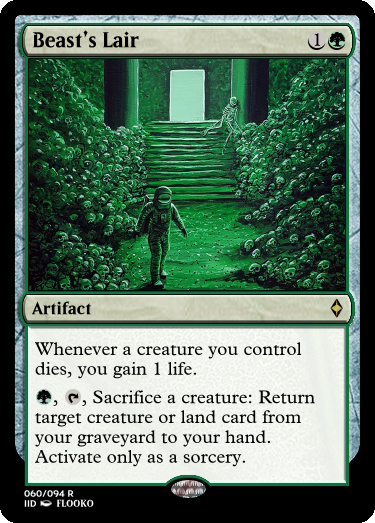 Beast's Lair 1
Artifact
Whenever a creature you control
dies, you gain 1 life.
, , Sacrifice a creature: Return
target creature or land card from
your graveyard to your hand.
Activate only as a sorcery.
060/094 R
IID FLOOKO